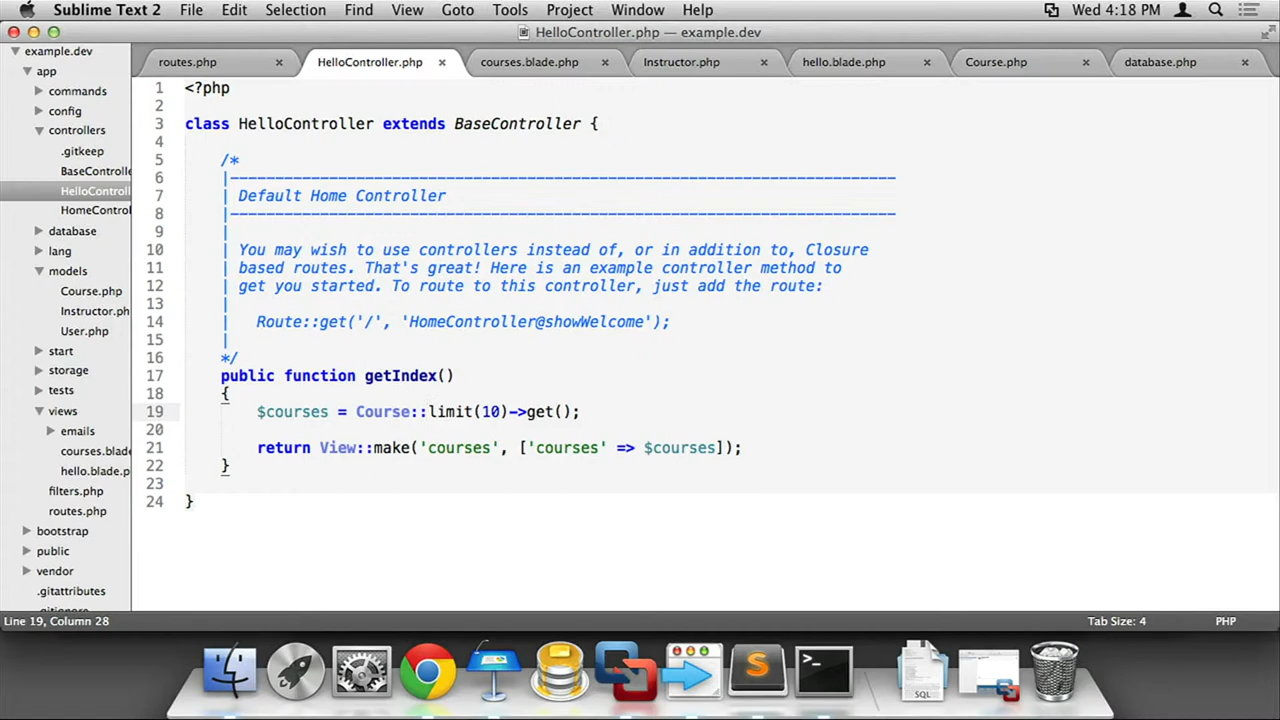 Sublime Text 2 File Edit Selection Find View Goto Tools Project Window Help Wed 4:18 PM
HelloController.php — example.dev
routes.php HelloController.php courses.blade.php Instructor.php hello.blade.php Course.php database.php
example.dev
app
commands
config
controllers
.gitkeep
BaseControlle
HelloControll
HomeControl
database
lang
models
Course.php
Instructor.ph
User.php
start
storage
tests
views
emails
courses.blade
hello.blade.p
filters.php
routes.php
bootstrap
public
vendor
.gitattributes
.gitignore
1 <?php
2
3 class HelloController extends BaseController {
4
5 /*
6 |--------------------------------------------------------------------------
7 | Default Home Controller
8 |--------------------------------------------------------------------------
9 |
10 | You may wish to use controllers instead of, or in addition to, Closure
11 | based routes. That's great! Here is an example controller method to
12 | get you started. To route to this controller, just add the route:
13 |
14 | Route::get('/', 'HomeController@showWelcome');
15 |
16 */
17 public function getIndex()
18 {
19 $courses = Course::limit(10)->get();
20
21 return View::make('courses', ['courses' => $courses]);
22 }
23
24 }
Line 19, Column 28 Tab Size: 4 PHP
SQL